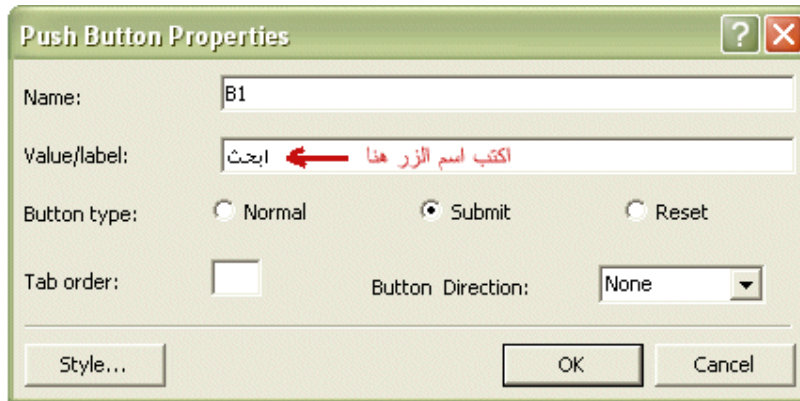 Push Button Properties
Name: B1
Value/label: ابحث اكتب اسم الزر هنا
Button type: Normal Submit Reset
Tab order: Button Direction: None
Style... OK Cancel